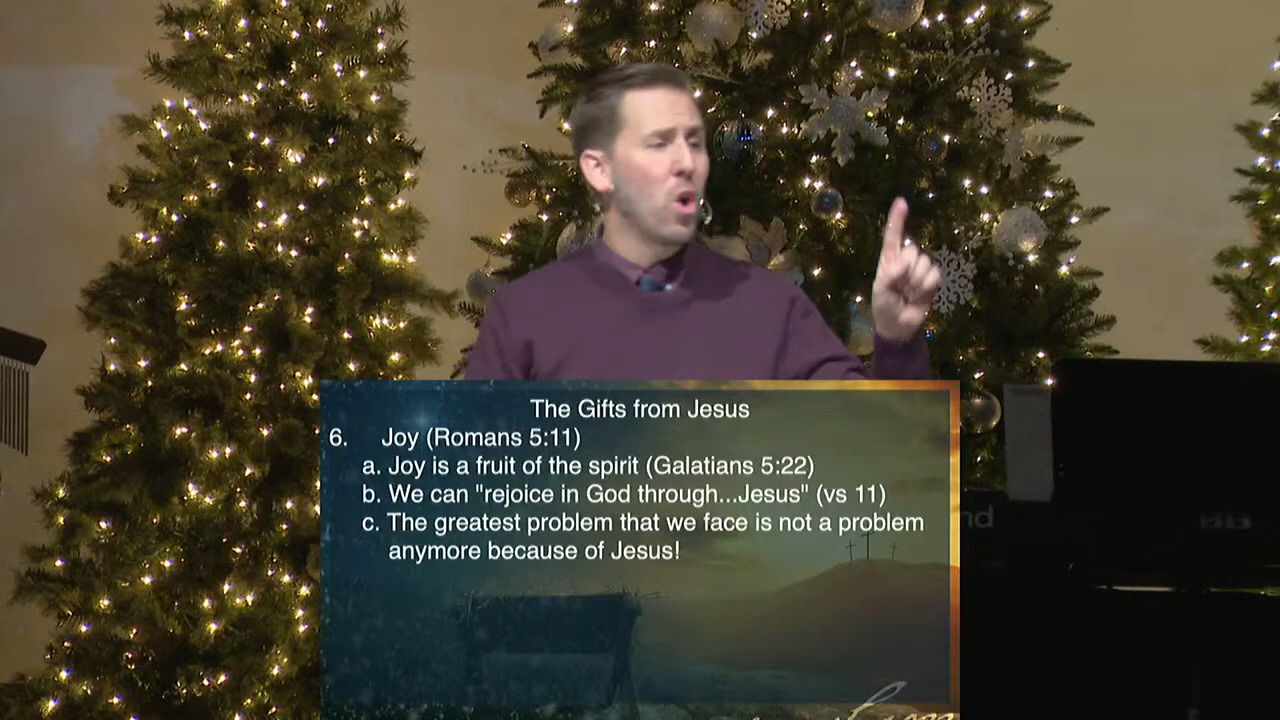 The Gifts from Jesus
6. Joy (Romans 5:11)
a. Joy is a fruit of the spirit (Galatians 5:22)
b. We can "rejoice in God through...Jesus" (vs 11)
c. The greatest problem that we face is not a problem
anymore because of Jesus!
nd